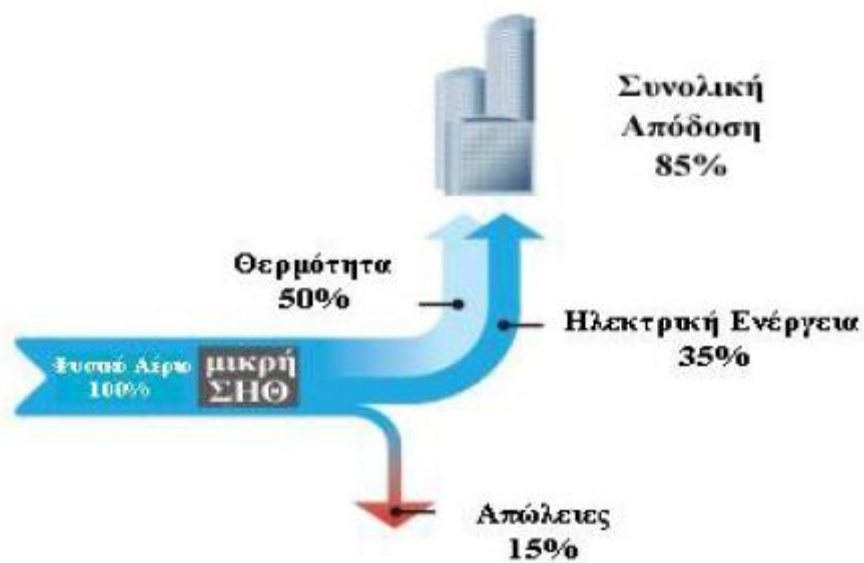 Συνολική
Απόδοση
85%
Θερμότητα
50%
Ηλεκτρική Ενέργεια
35%
Φυσικό Αέριο
100%
μικρή
ΣΗΘ
Απώλειες
15%